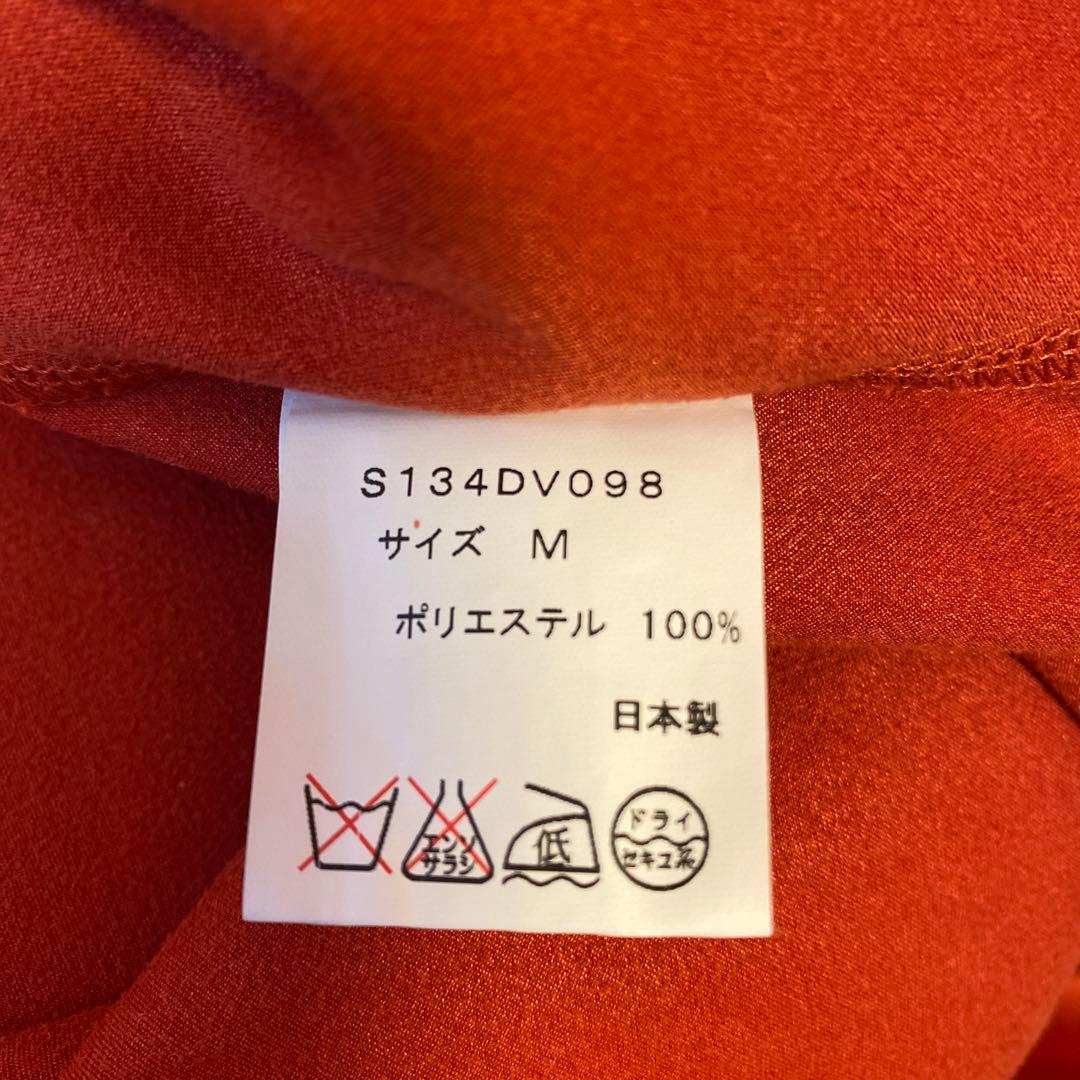 S134DV098
サイズ M
ポリエステル 100%
日本製
エンソ
サラシ
低
ドライ
セキユ系